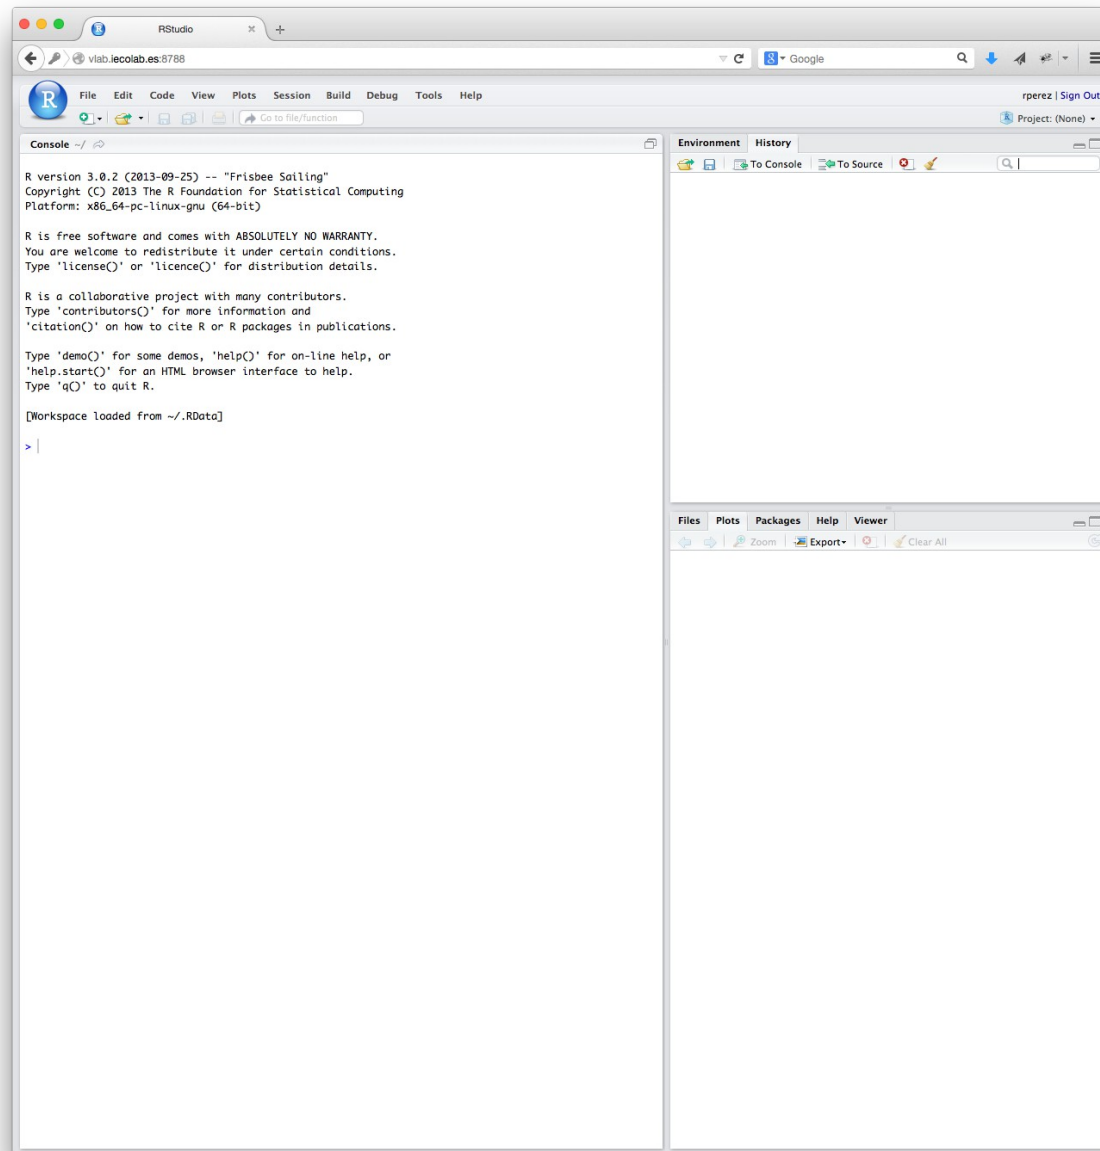 RStudio
vlab.iecolab.es:8788
Google
R
File Edit Code View Plots Session Build Debug Tools Help
rperez | Sign Out
Go to file/function
Project: (None)
Console ~/
R version 3.0.2 (2013-09-25) -- "Frisbee Sailing"
Copyright (C) 2013 The R Foundation for Statistical Computing
Platform: x86_64-pc-linux-gnu (64-bit)
R is free software and comes with ABSOLUTELY NO WARRANTY.
You are welcome to redistribute it under certain conditions.
Type 'license()' or 'licence()' for distribution details.
R is a collaborative project with many contributors.
Type 'contributors()' for more information and
'citation()' on how to cite R or R packages in publications.
Type 'demo()' for some demos, 'help()' for on-line help, or
'help.start()' for an HTML browser interface to help.
Type 'q()' to quit R.
[Workspace loaded from ~/.RData]
>
Environment History
To Console To Source
Files Plots Packages Help Viewer
Zoom Export Clear All